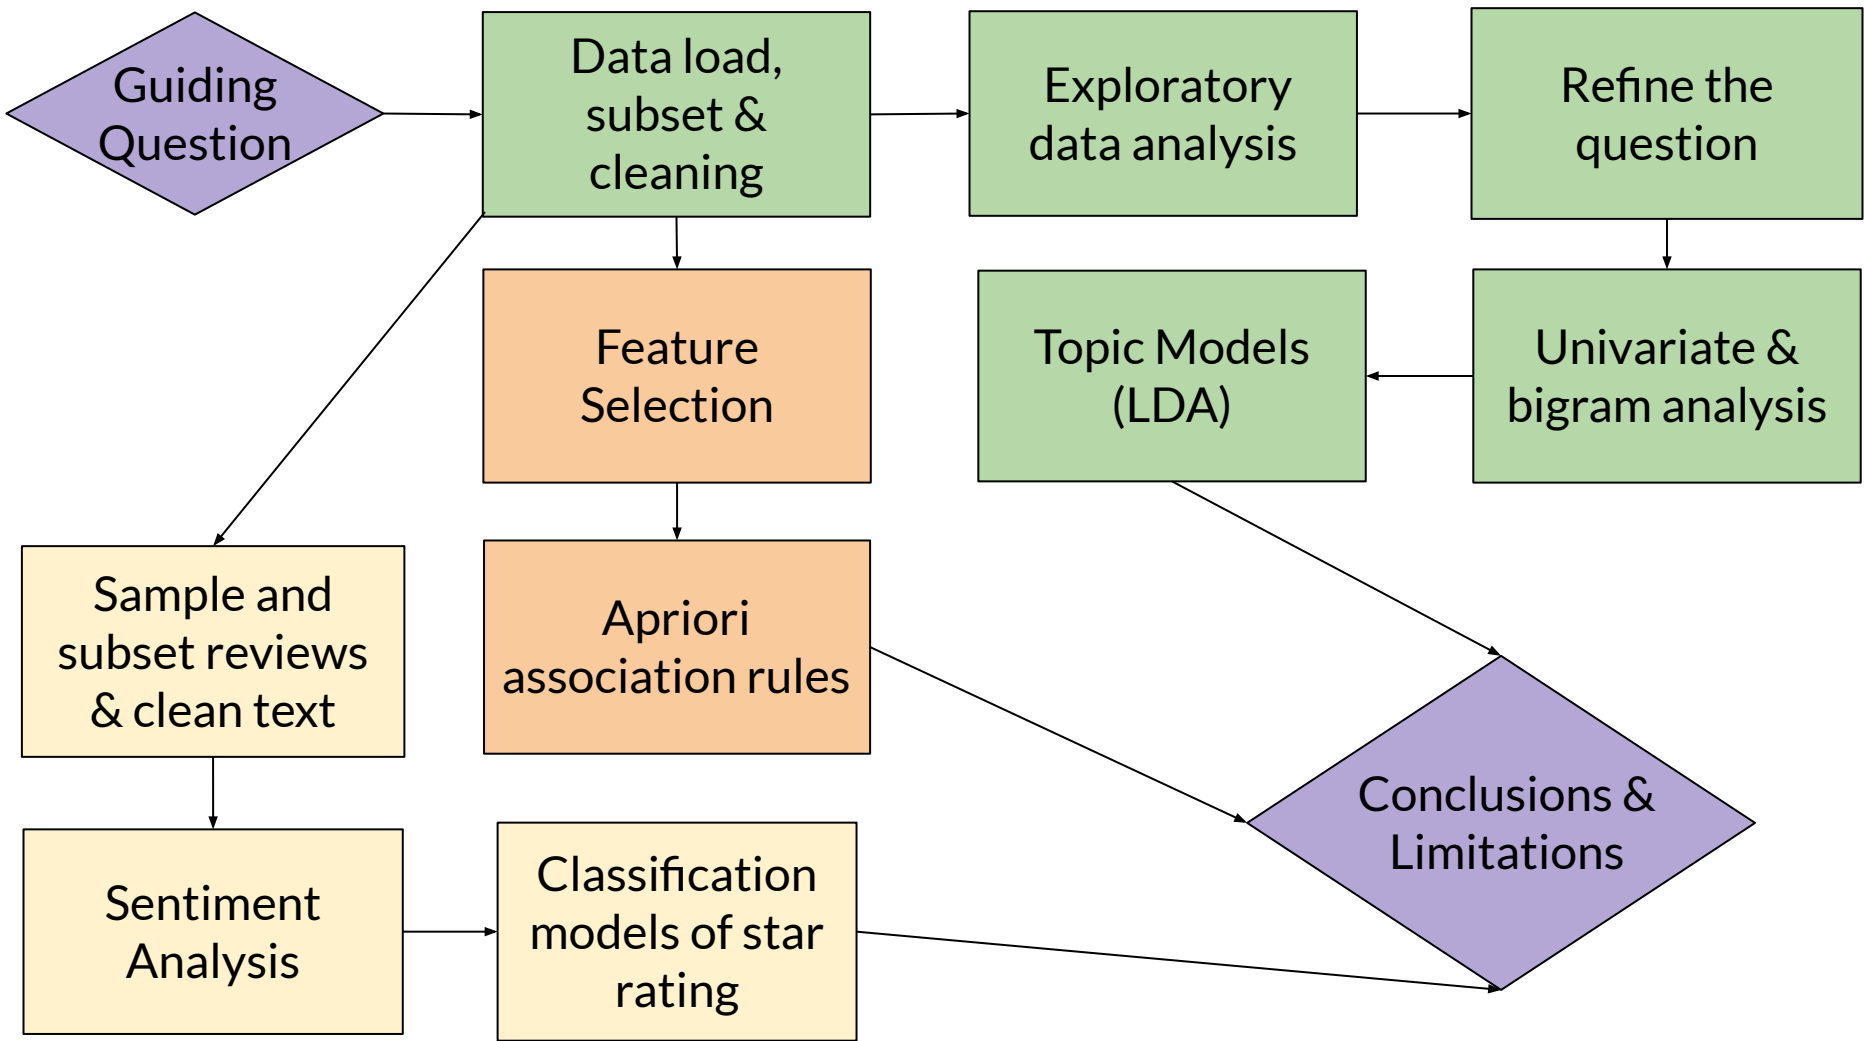 Guiding
Question
Data load,
subset &
cleaning
Exploratory
data analysis
Refine the
question
Feature
Selection
Topic Models
(LDA)
Univariate &
bigram analysis
Sample and
subset reviews
& clean text
Apriori
association rules
Conclusions &
Limitations
Sentiment
Analysis
Classification
models of star
rating